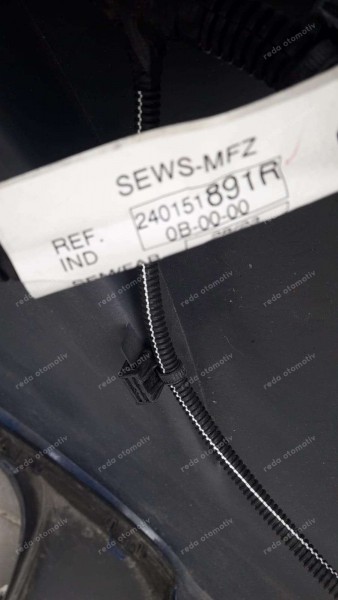 SEWS-MFZ
REF. 240151891R
IND 0B-00-00
redo otomotiv